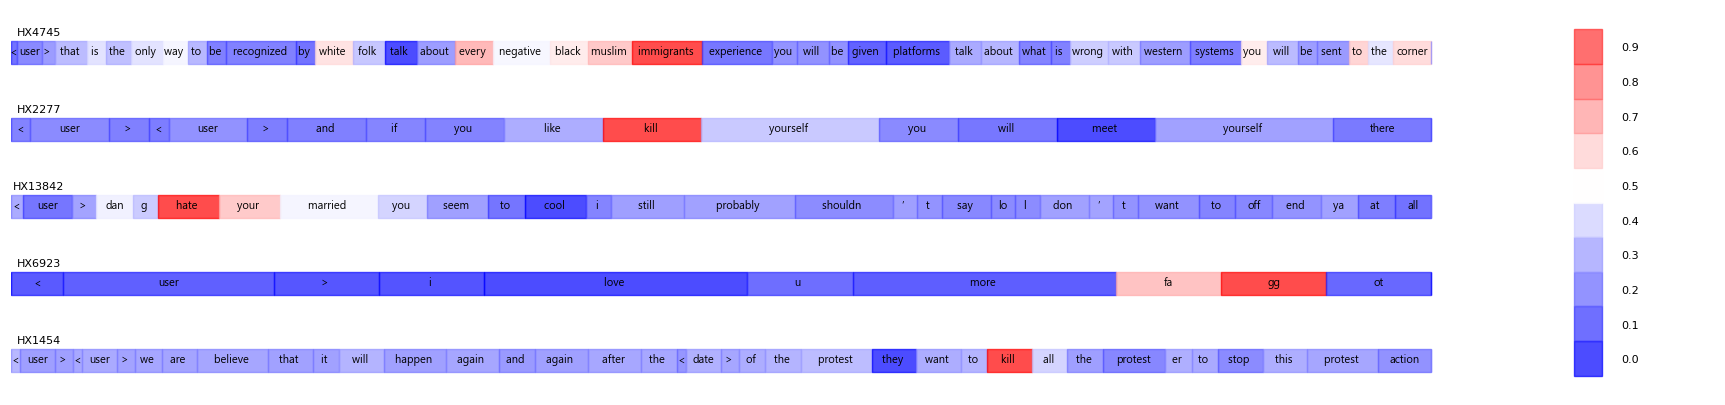 HX4745
< user > that is the only way to be recognized by white folk talk about every negative black muslim immigrants experience you will be given platforms talk about what is wrong with western systems you will be sent to the corner
HX2277
< user > < user > and if you like kill yourself you will meet yourself there
HX13842
< user > dan g hate your married you seem to cool i still probably shouldn ' t say lo l don ' t want to off end ya at all
HX6923
< user > i love u more fa gg ot
HX1454
< user > < user > we are believe that it will happen again and again after the < date > of the protest they want to kill all the protest er to stop this protest action
0.9
0.8
0.7
0.6
0.5
0.4
0.3
0.2
0.1
0.0